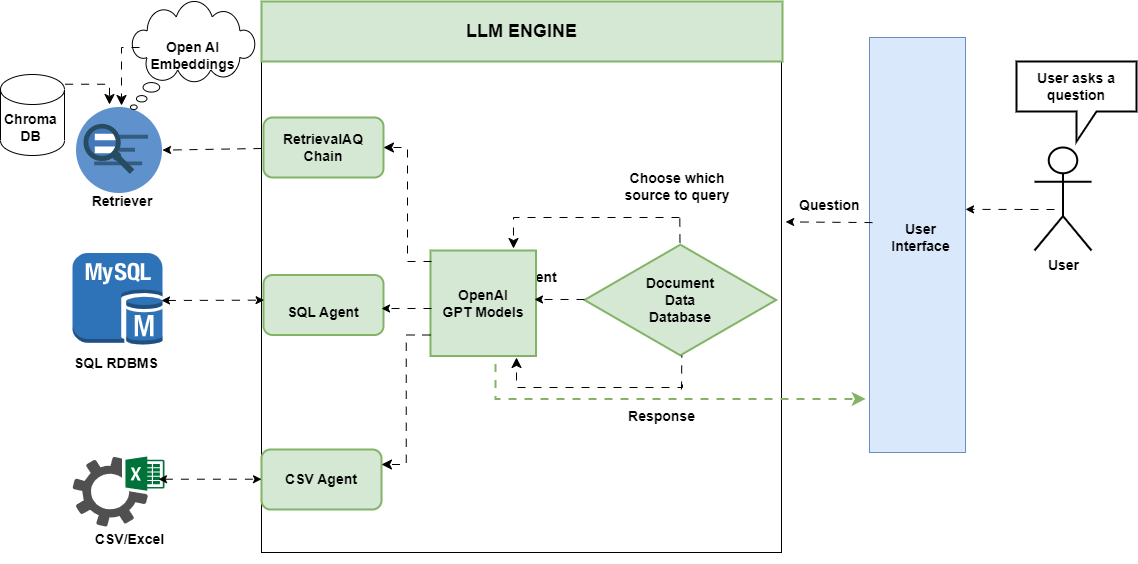 LLM ENGINE
Open AI
Embeddings
Chroma
DB
Retriever
RetrievalAQ
Chain
Choose which
source to query
User asks a
question
Question
User
Interface
User
MySQL
M
SQL RDBMS
SQL Agent
OpenAI
GPT Models
ent
Document
Data
Database
Response
X
CSV Agent
CSV/Excel